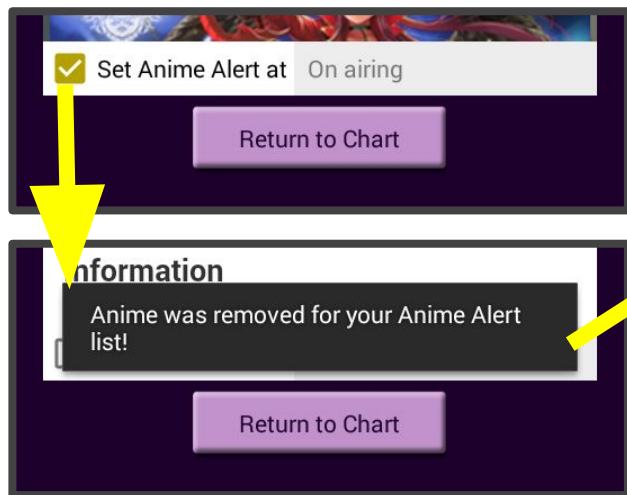 Set Anime Alert at On airing
Return to Chart
Information
Anime was removed for your Anime Alert
list!
Return to Chart